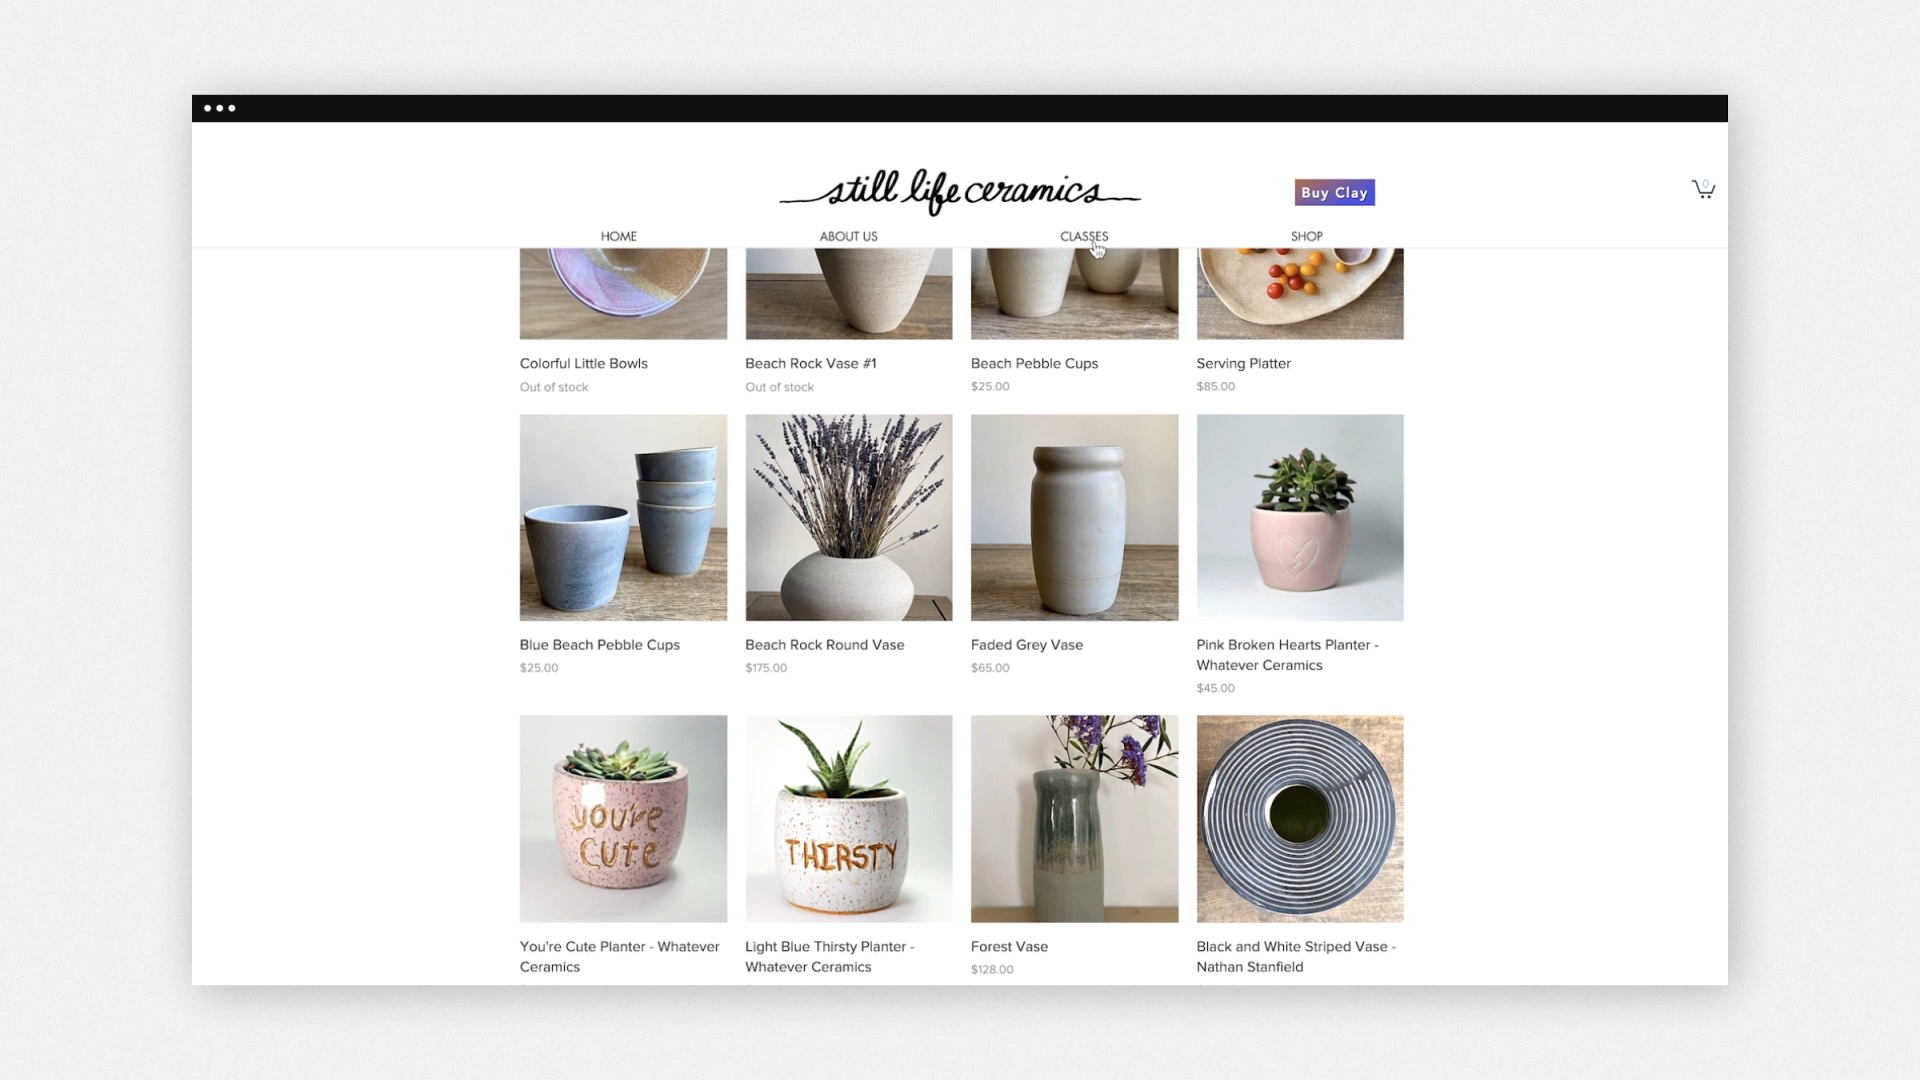 still life ceramics
Buy Clay
0
HOME ABOUT US CLASSES SHOP
Colorful Little Bowls
Out of stock
Beach Rock Vase #1
Out of stock
Beach Pebble Cups
$25.00
Serving Platter
$85.00
Blue Beach Pebble Cups
$25.00
Beach Rock Round Vase
$175.00
Faded Grey Vase
$65.00
Pink Broken Hearts Planter -
Whatever Ceramics
$45.00
you're
cute
THIRSTY
You're Cute Planter - Whatever
Ceramics
Light Blue Thirsty Planter -
Whatever Ceramics
Forest Vase
$128.00
Black and White Striped Vase -
Nathan Stanfield